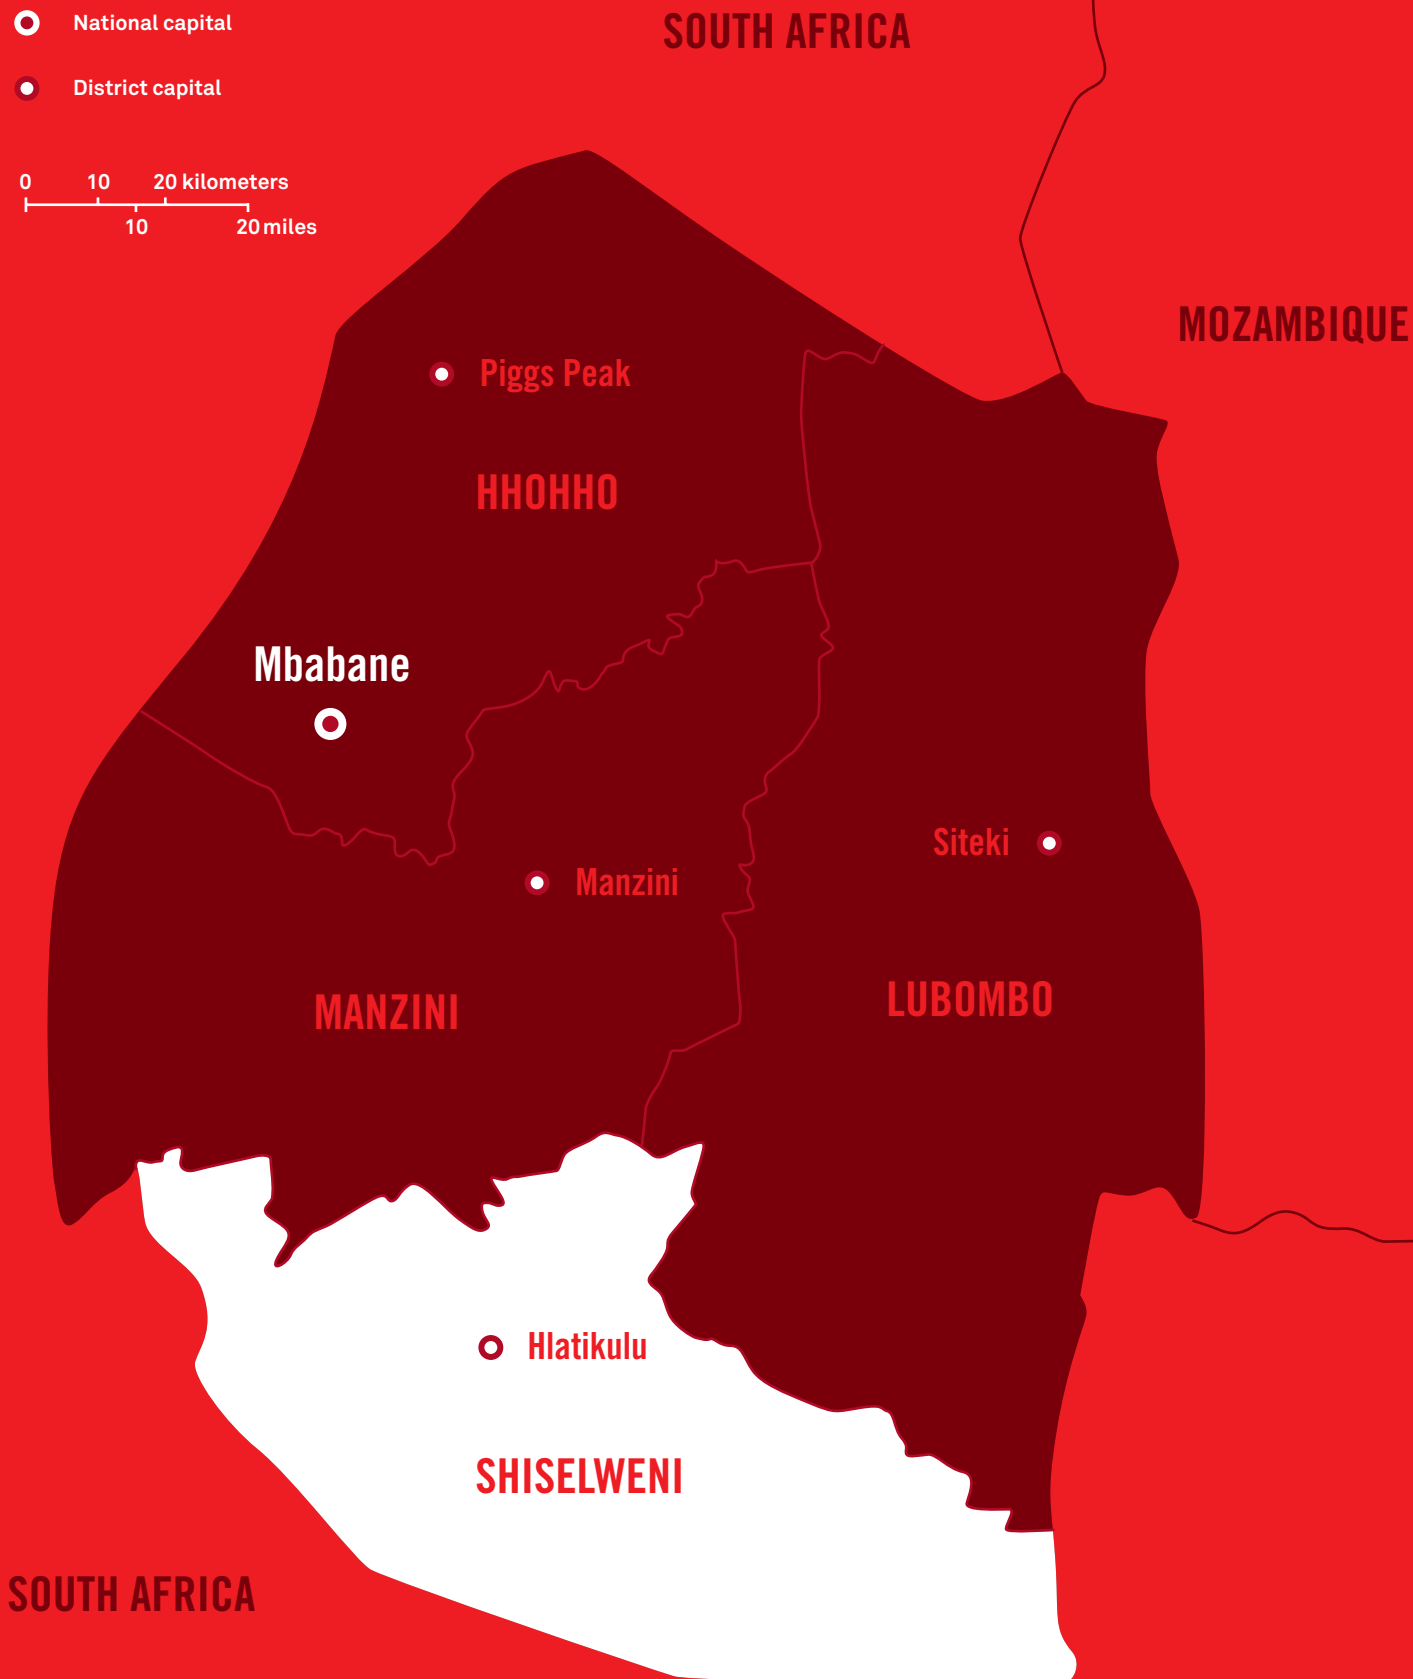 National capital
SOUTH AFRICA
District capital
0 10 20 kilometers
10 20 miles
MOZAMBIQUE
Piggs Peak
HHOHHO
Mbabane
Siteki
Manzini
LUBOMBO
MANZINI
Hlatikulu
SHISELWENI
SOUTH AFRICA